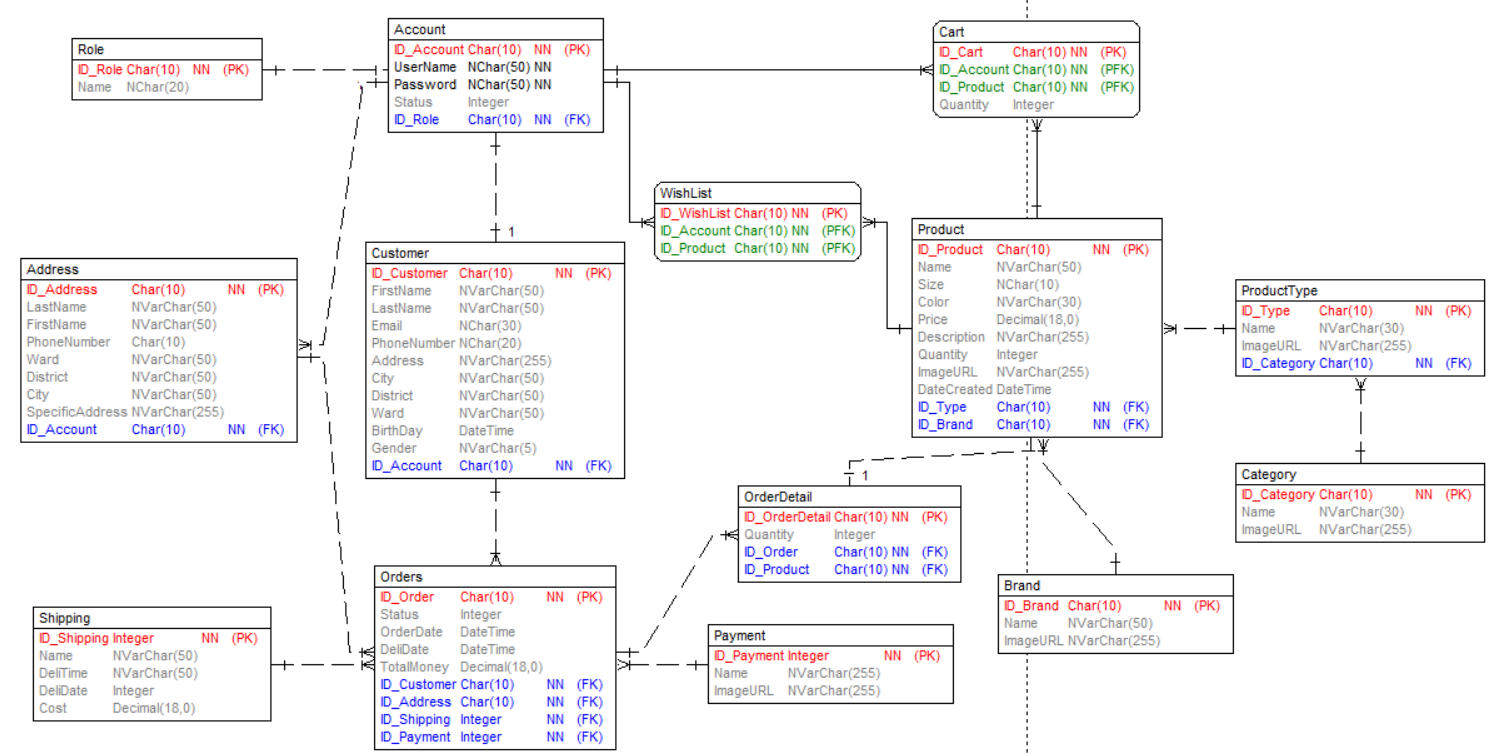 Role
ID_Role Char(10) NN (PK)
Name NChar(20)
Account
ID_Account Char(10) NN (PK)
UserName NChar(50) NN
Password NChar(50) NN
Status Integer
ID_Role Char(10) NN (FK)
Cart
ID_Cart Char(10) NN (PK)
ID_Account Char(10) NN (PFK)
ID_Product Char(10) NN (PFK)
Quantity Integer
WishList
ID_WishList Char(10) NN (PK)
ID_Account Char(10) NN (PFK)
ID_Product Char(10) NN (PFK)
Address
ID_Address Char(10) NN (PK)
LastName NVarChar(50)
FirstName NVarChar(50)
PhoneNumber Char(10)
Ward NVarChar(50)
District NVarChar(50)
City NVarChar(50)
SpecificAddress NVarChar(255)
ID_Account Char(10) NN (FK)
1
Customer
ID_Customer Char(10) NN (PK)
FirstName NVarChar(50)
LastName NVarChar(50)
Email NChar(30)
PhoneNumber NChar(20)
Address NVarChar(255)
City NVarChar(50)
District NVarChar(50)
Ward NVarChar(50)
BirthDay DateTime
Gender NVarChar(5)
ID_Account Char(10) NN (FK)
Product
ID_Product Char(10) NN (PK)
Name NVarChar(50)
Size NChar(10)
Color NVarChar(30)
Price Decimal(18,0)
Description NVarChar(255)
Quantity Integer
ImageURL NVarChar(255)
DateCreated DateTime
ID_Type Char(10) NN (FK)
ID_Brand Char(10) NN (FK)
ProductType
ID_Type Char(10) NN (PK)
Name NVarChar(30)
ImageURL NVarChar(255)
ID_Category Char(10) NN (FK)
Category
ID_Category Char(10) NN (PK)
Name NVarChar(30)
ImageURL NVarChar(255)
1
OrderDetail
ID_OrderDetail Char(10) NN (PK)
Quantity Integer
ID_Order Char(10) NN (FK)
ID_Product Char(10) NN (FK)
Brand
ID_Brand Char(10) NN (PK)
Name NVarChar(50)
ImageURL NVarChar(255)
Shipping
ID_Shipping Integer NN (PK)
Name NVarChar(50)
DeliTime NVarChar(50)
DeliDate Integer
Cost Decimal(18,0)
Orders
ID_Order Char(10) NN (PK)
Status Integer
OrderDate DateTime
DeliDate DateTime
TotalMoney Decimal(18,0)
ID_Customer Char(10) NN (FK)
ID_Address Char(10) NN (FK)
ID_Shipping Integer NN (FK)
ID_Payment Integer NN (FK)
Payment
ID_Payment Integer NN (PK)
Name NVarChar(255)
ImageURL NVarChar(255)